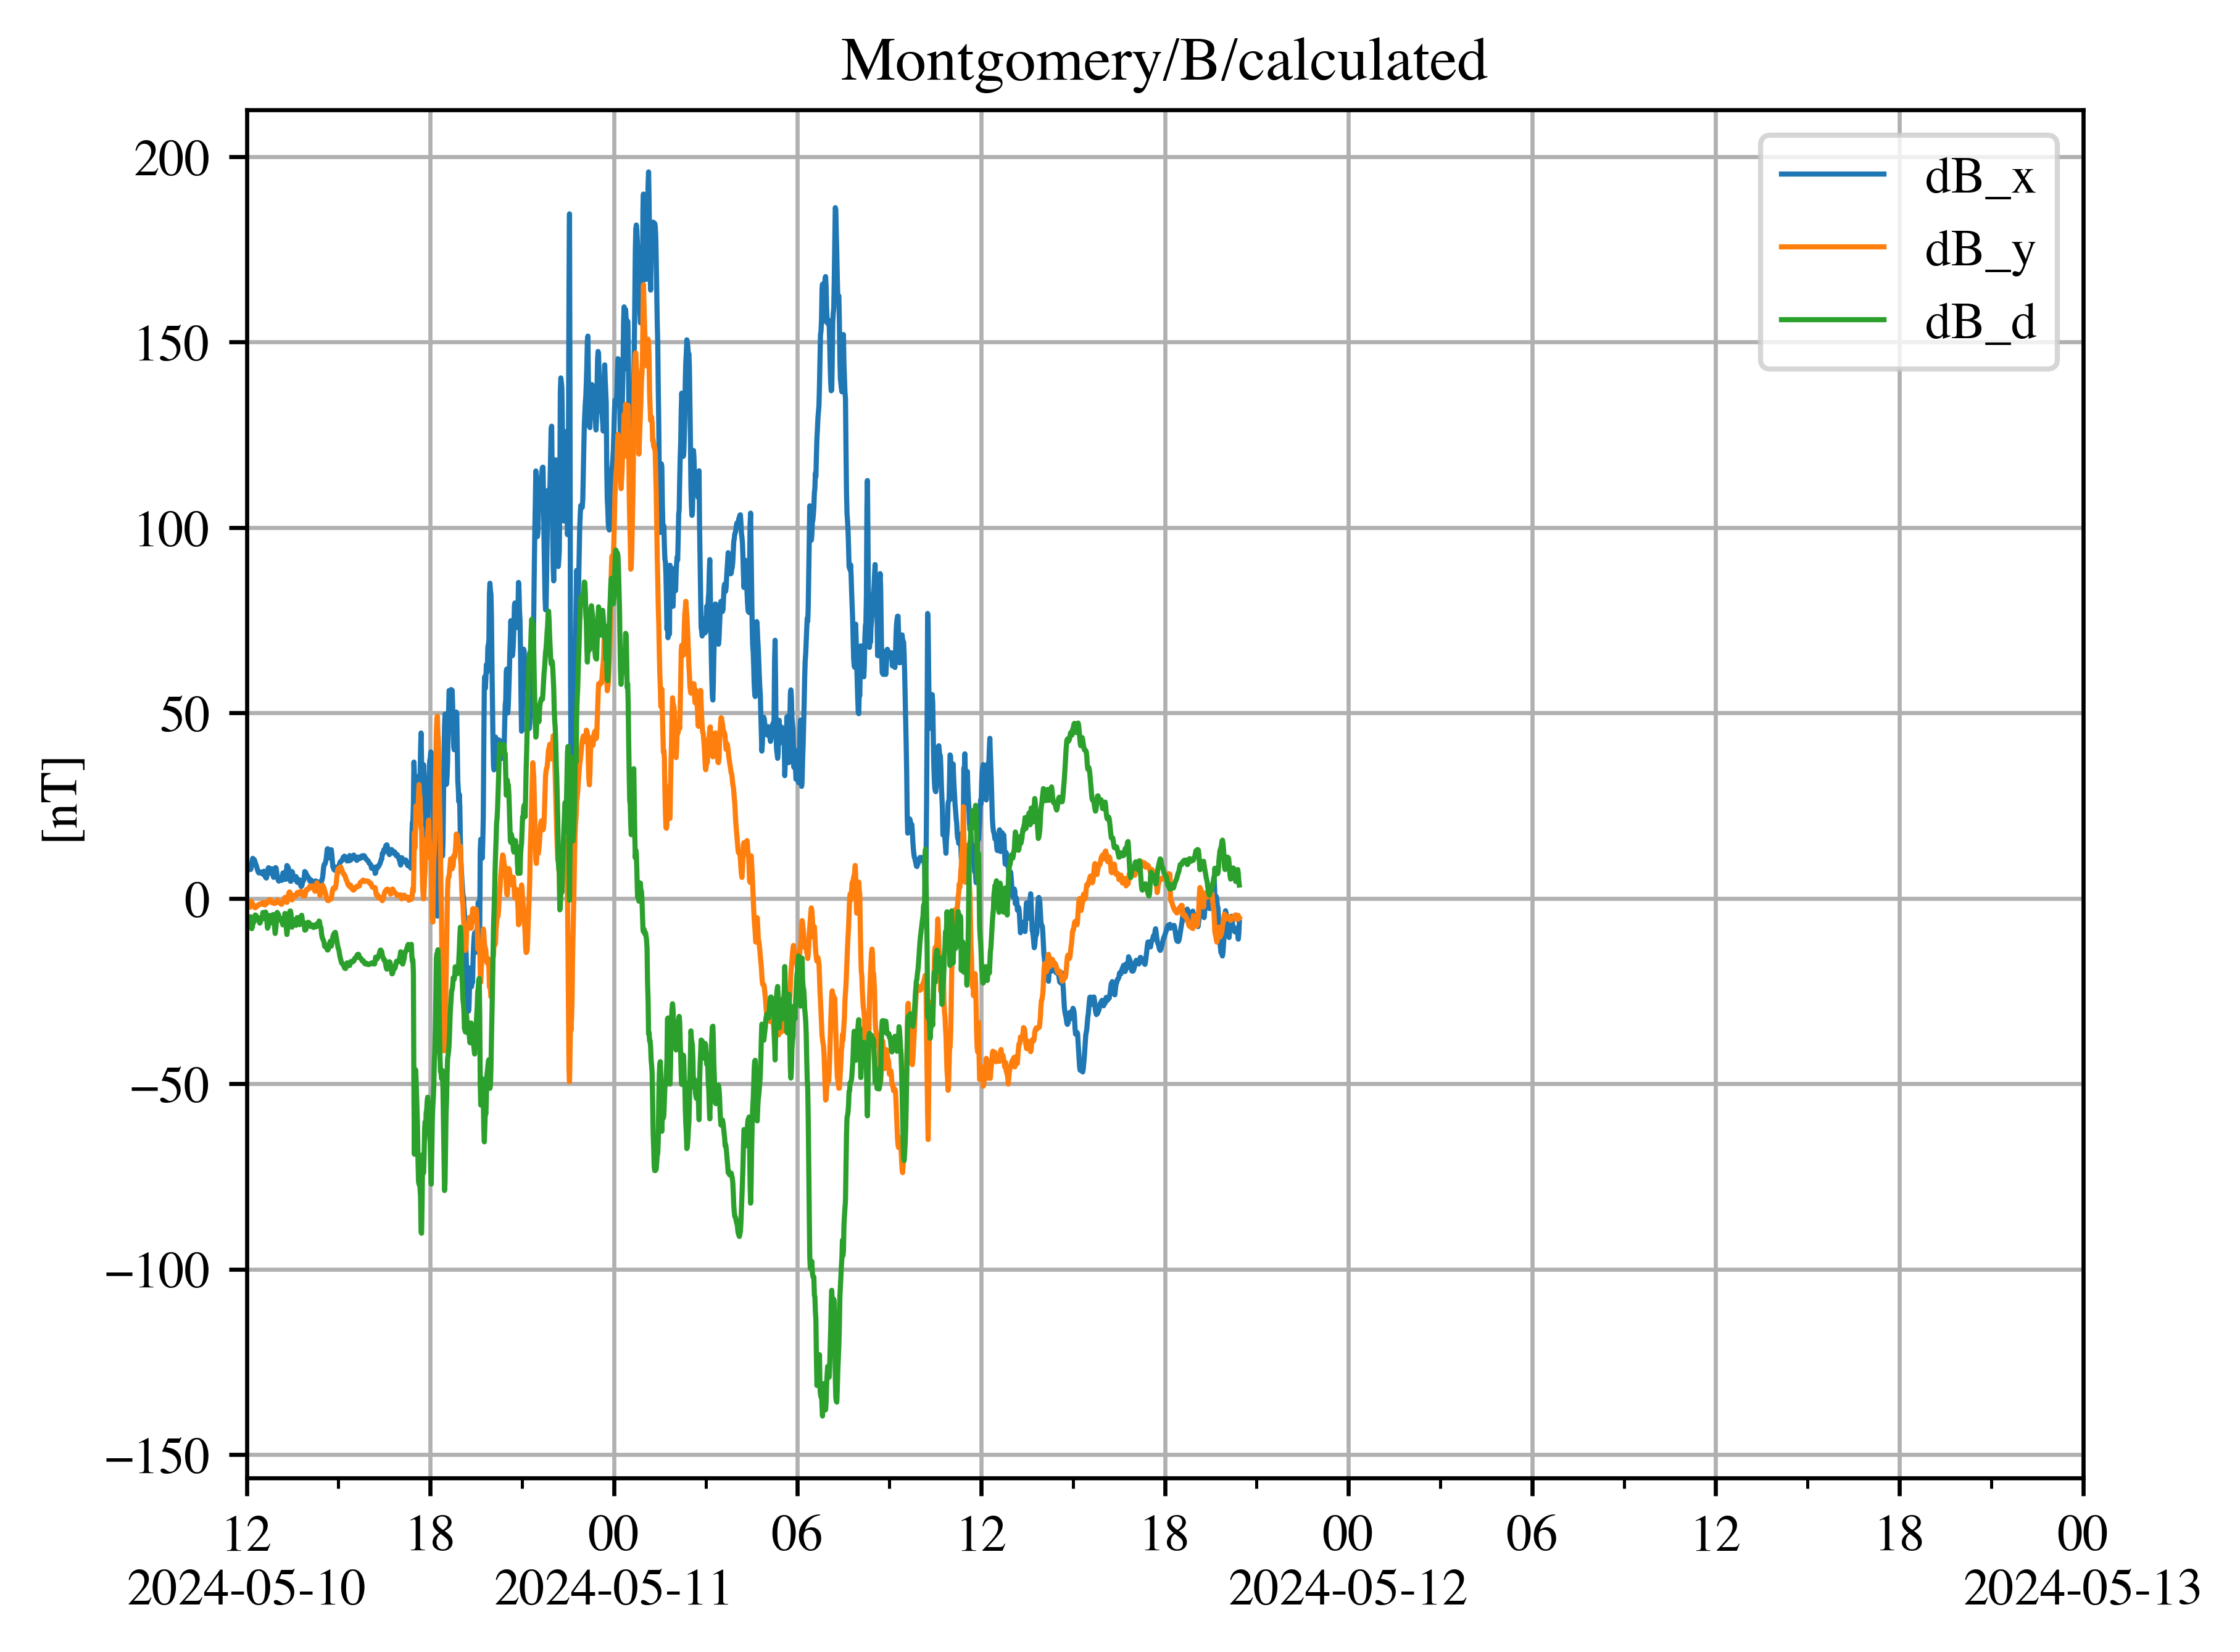 Montgomery/B/calculated
200
150
100
50
0
−50
−100
−150
[nT]
dB_x
dB_y
dB_d
12 18 00 06 12 18 00 06 12 18 00
2024-05-10 2024-05-11 2024-05-12 2024-05-13